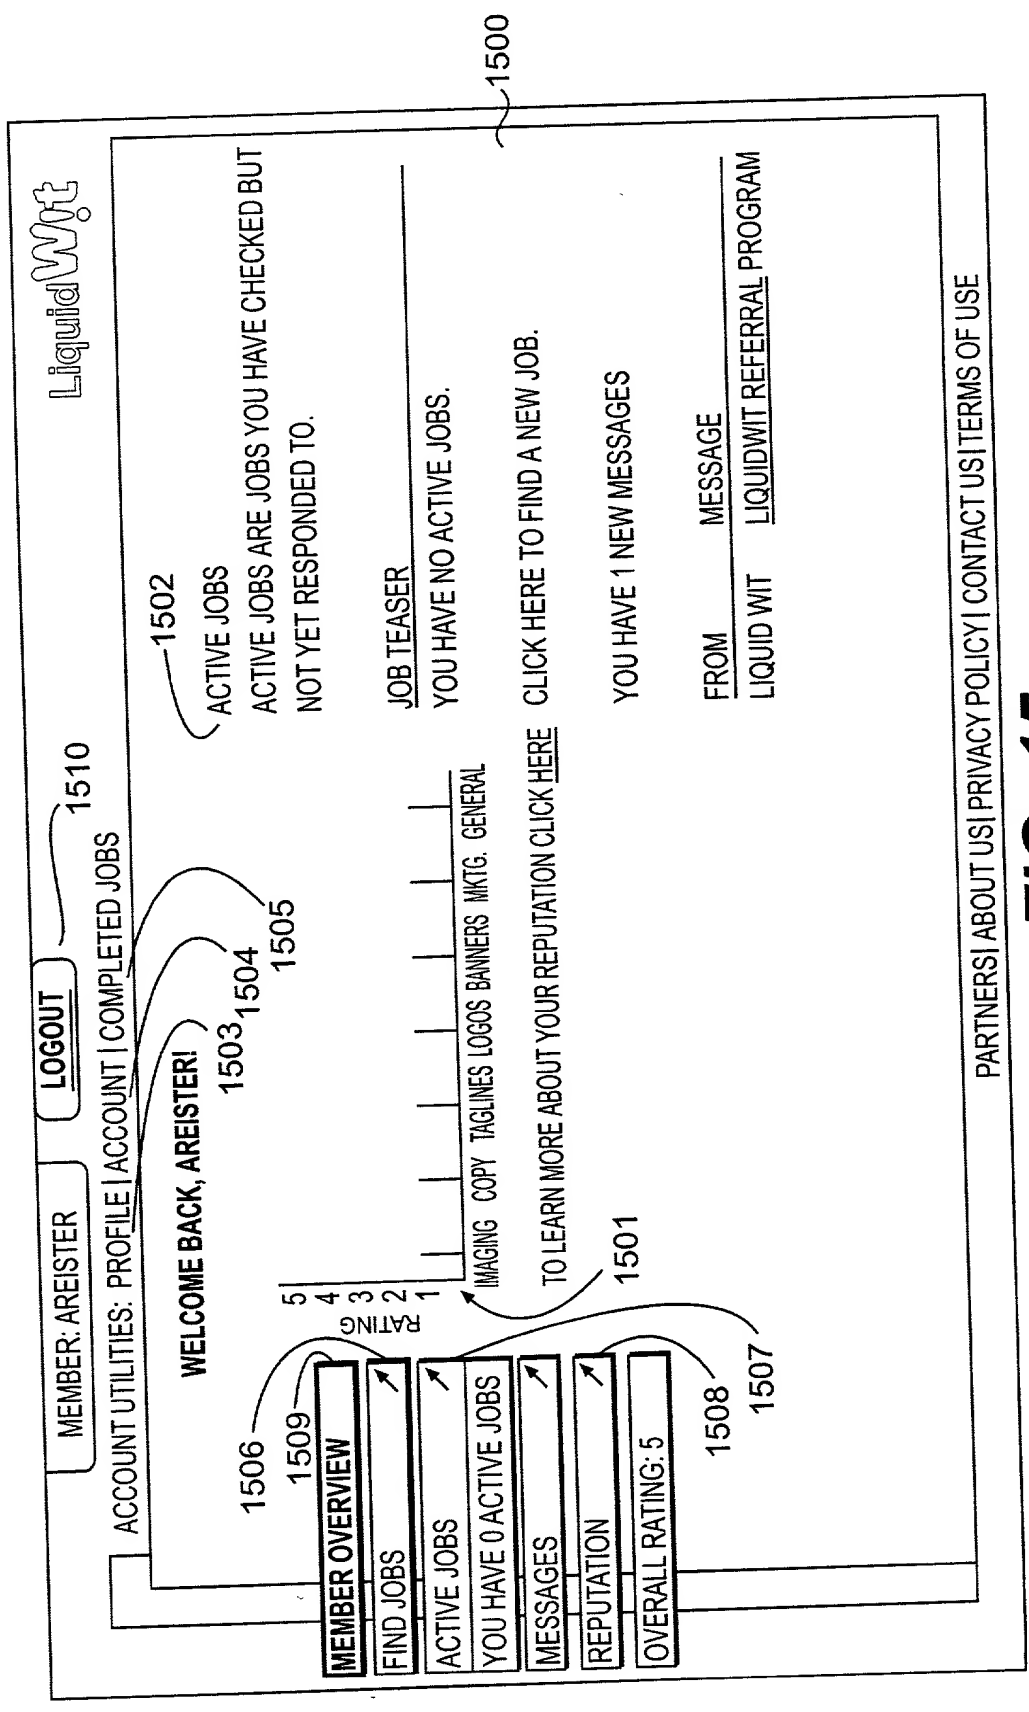 1500
LiquidWit
MEMBER: AREISTER
LOGOUT
1510
ACCOUNT UTILITIES: PROFILE | ACCOUNT | COMPLETED JOBS
WELCOME BACK, AREISTER!
1503
1504
1505
1502
ACTIVE JOBS
ACTIVE JOBS ARE JOBS YOU HAVE CHECKED BUT
NOT YET RESPONDED TO.
JOB TEASER
YOU HAVE NO ACTIVE JOBS.
CLICK HERE TO FIND A NEW JOB.
YOU HAVE 1 NEW MESSAGES
FROM MESSAGE
LIQUID WIT LIQUIDWIT REFERRAL PROGRAM
1506
1509
MEMBER OVERVIEW
FIND JOBS
ACTIVE JOBS
YOU HAVE 0 ACTIVE JOBS
MESSAGES
REPUTATION
OVERALL RATING: 5
RATING
5
4
3
2
1
IMAGING COPY TAGLINES LOGOS BANNERS MKTG. GENERAL
TO LEARN MORE ABOUT YOUR REPUTATION CLICK HERE
1501
1507
1508
PARTNERS| ABOUT US| PRIVACY POLICY| CONTACT US| TERMS OF USE